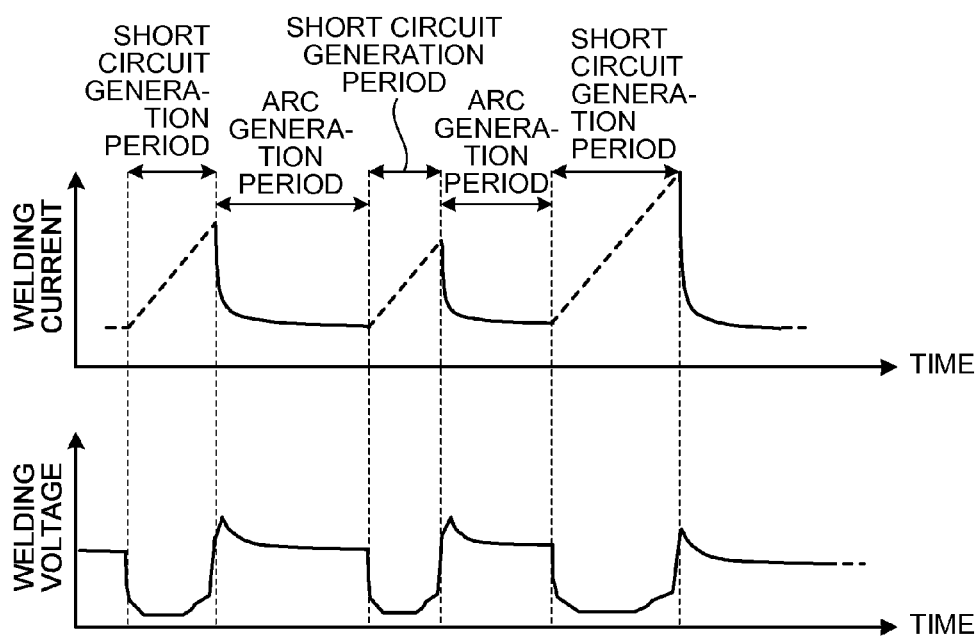 SHORT
CIRCUIT
GENERA-
TION
PERIOD
ARC
GENERA-
TION
PERIOD
SHORT CIRCUIT
GENERATION
PERIOD
ARC
GENERA-
TION
PERIOD
SHORT
CIRCUIT
GENERA-
TION
PERIOD
WELDING
CURRENT
TIME
WELDING
VOLTAGE
TIME